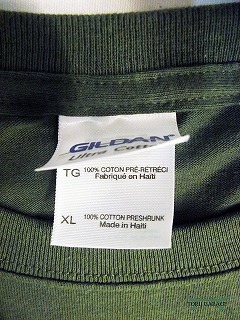 GILDAN
Ultra Cotton
TG 100% COTON PRÉ-RÉTRÉCI
Fabriqué en Haïti
XL 100% COTTON PRESHRUNK
Made in Haiti